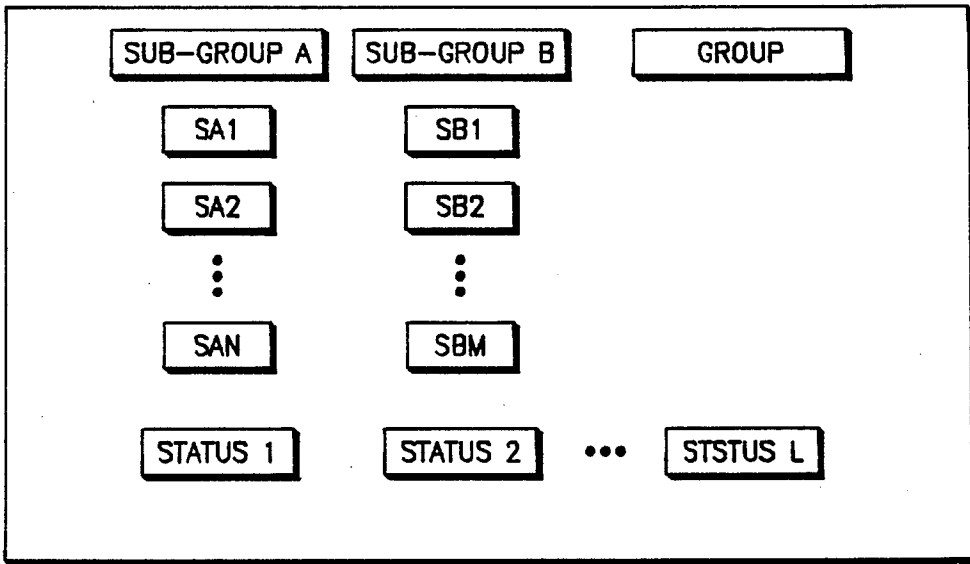 SUB-GROUP A SUB-GROUP B GROUP
SA1 SB1
SA2 SB2
SAN SBM
STATUS 1 STATUS 2 ••• STSTUS L